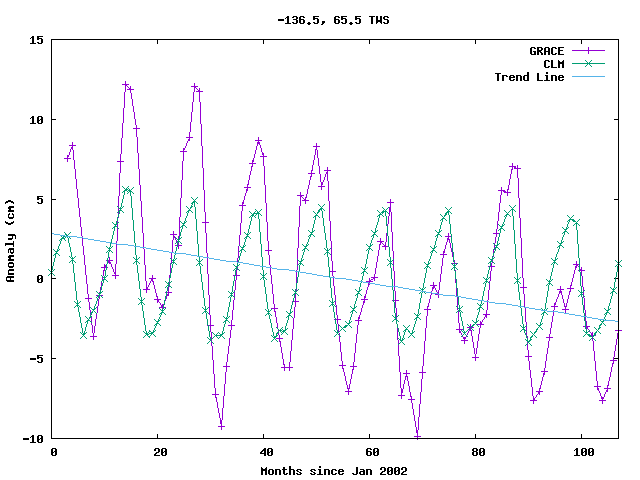 -136.5, 65.5 TWS
15
10
5
0
-5
-10
0 20 40 60 80 100
Anomaly (cm)
Months since Jan 2002
GRACE
CLM
Trend Line